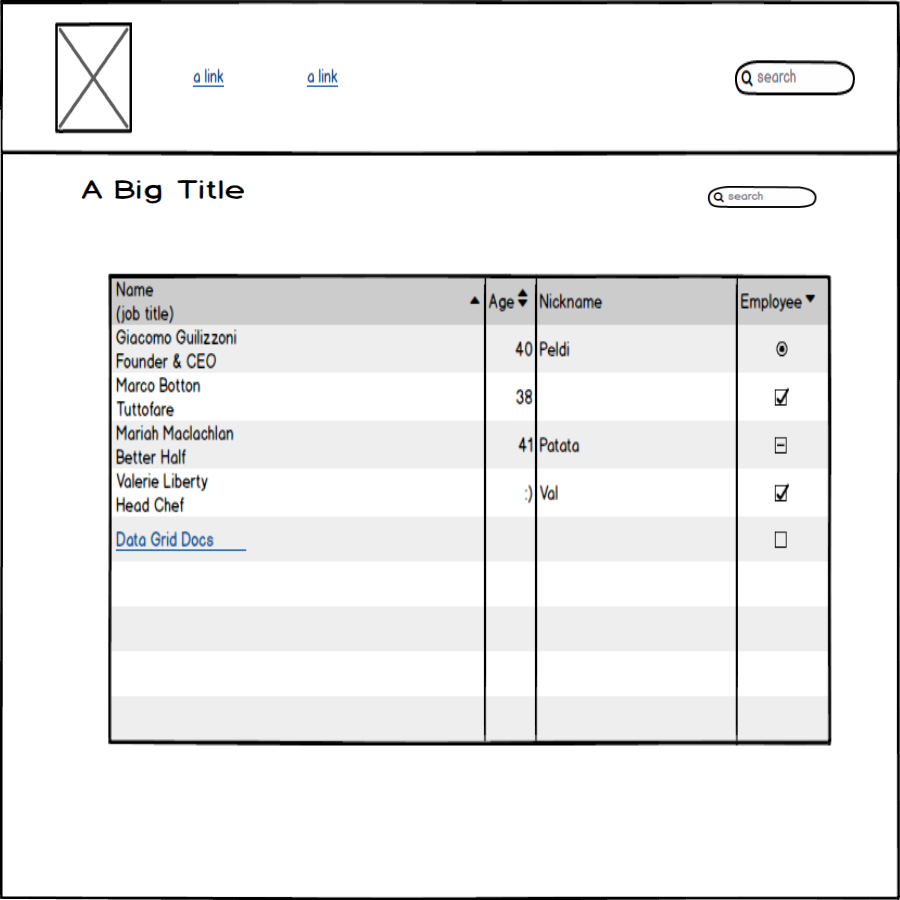 a link a link search
A Big Title search
Name
(job title) Age Nickname Employee
Giacomo Guilizzoni
Founder & CEO 40 Peldi
Marco Botton
Tuttofare 38
Mariah Maclachlan
Better Half 41 Patata
Valerie Liberty
Head Chef :) Val
Data Grid Docs